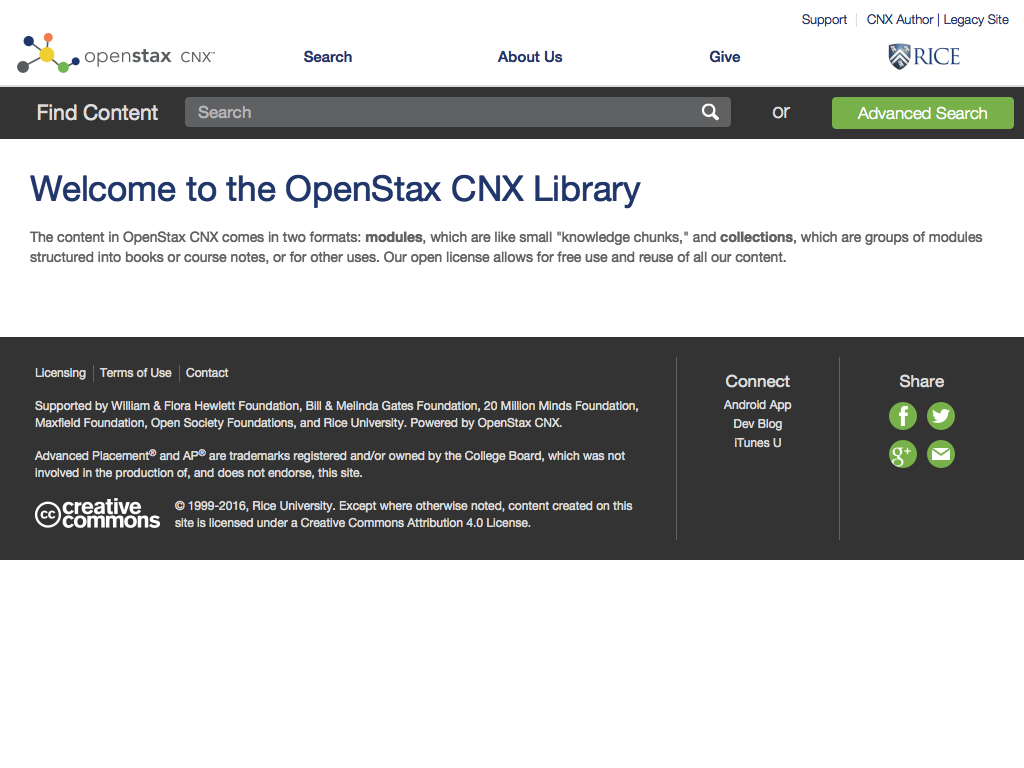 Support | CNX Author | Legacy Site
openstax CNX™
Search
About Us
Give
RICE
Find Content
Search
or
Advanced Search
Welcome to the OpenStax CNX Library
The content in OpenStax CNX comes in two formats: modules, which are like small "knowledge chunks," and collections, which are groups of modules
structured into books or course notes, or for other uses. Our open license allows for free use and reuse of all our content.
Licensing | Terms of Use | Contact
Supported by William & Flora Hewlett Foundation, Bill & Melinda Gates Foundation, 20 Million Minds Foundation,
Maxfield Foundation, Open Society Foundations, and Rice University. Powered by OpenStax CNX.
Advanced Placement® and AP® are trademarks registered and/or owned by the College Board, which was not
involved in the production of, and does not endorse, this site.
cc creative
commons
© 1999-2016, Rice University. Except where otherwise noted, content created on this
site is licensed under a Creative Commons Attribution 4.0 License.
Connect
Android App
Dev Blog
iTunes U
Share
f
g+